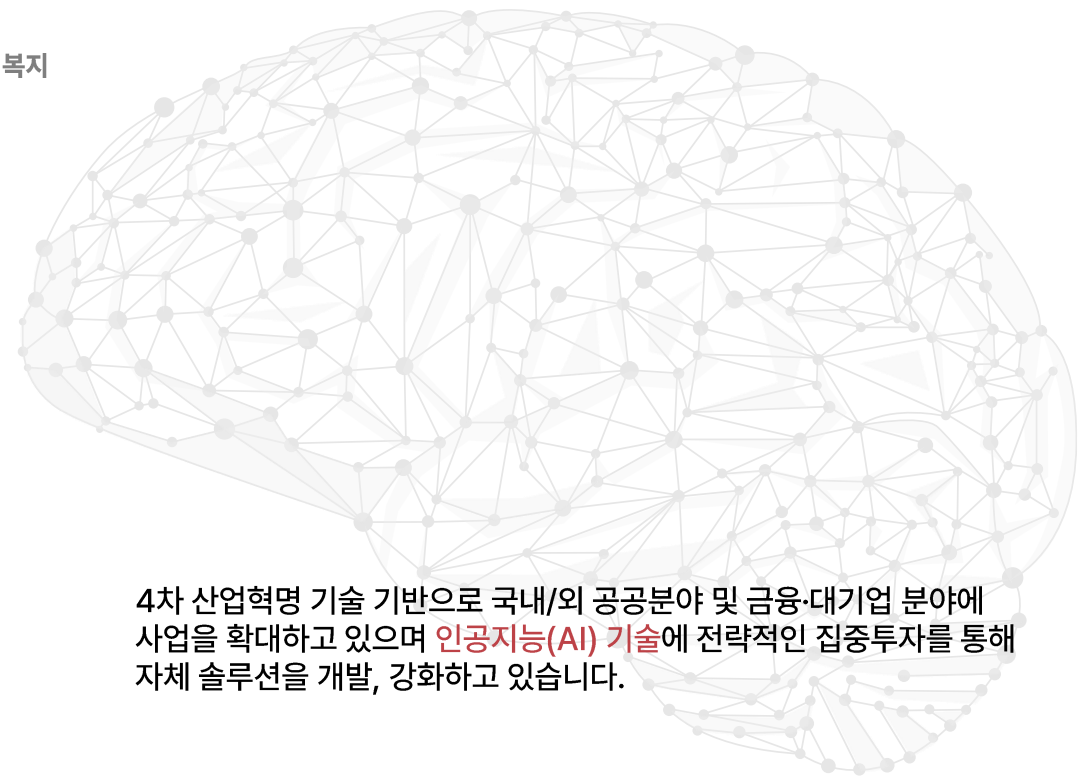 복지
4차 산업혁명 기술 기반으로 국내/외 공공분야 및 금융·대기업 분야에
사업을 확대하고 있으며 인공지능(AI) 기술에 전략적인 집중투자를 통해
자체 솔루션을 개발, 강화하고 있습니다.